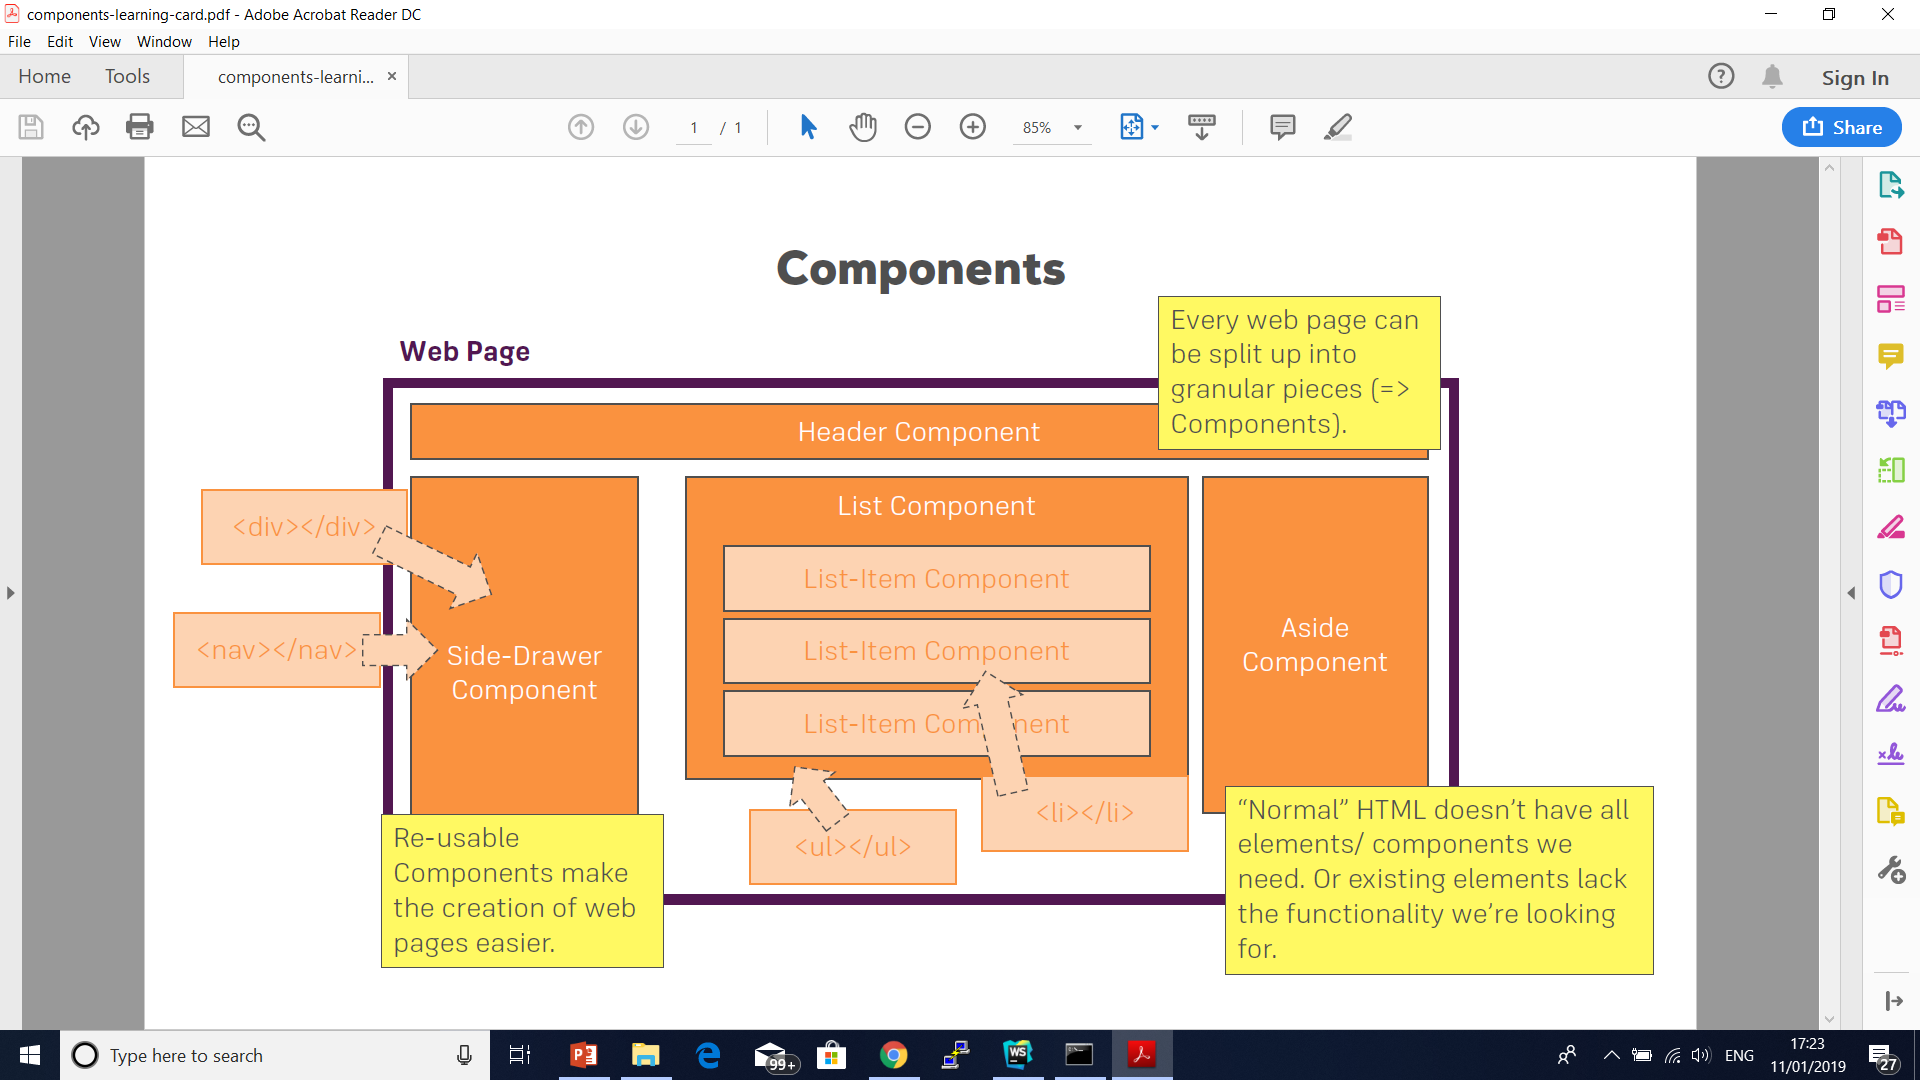 components-learning-card.pdf - Adobe Acrobat Reader DC
File Edit View Window Help
Home Tools components-learni... ×
? Sign In
1 / 1 85% Share
Components
Web Page
Every web page can
be split up into
granular pieces (=>
Components).
Header Component
<div></div>
<nav></nav>
Side-Drawer
Component
List Component
List-Item Component
List-Item Component
List-Item Component
<ul></ul>
<li></li>
Aside
Component
Re-usable
Components make
the creation of web
pages easier.
“Normal” HTML doesn’t have all
elements/ components we
need. Or existing elements lack
the functionality we’re looking
for.
Type here to search
99+
WS
ENG
17:23
11/01/2019
27